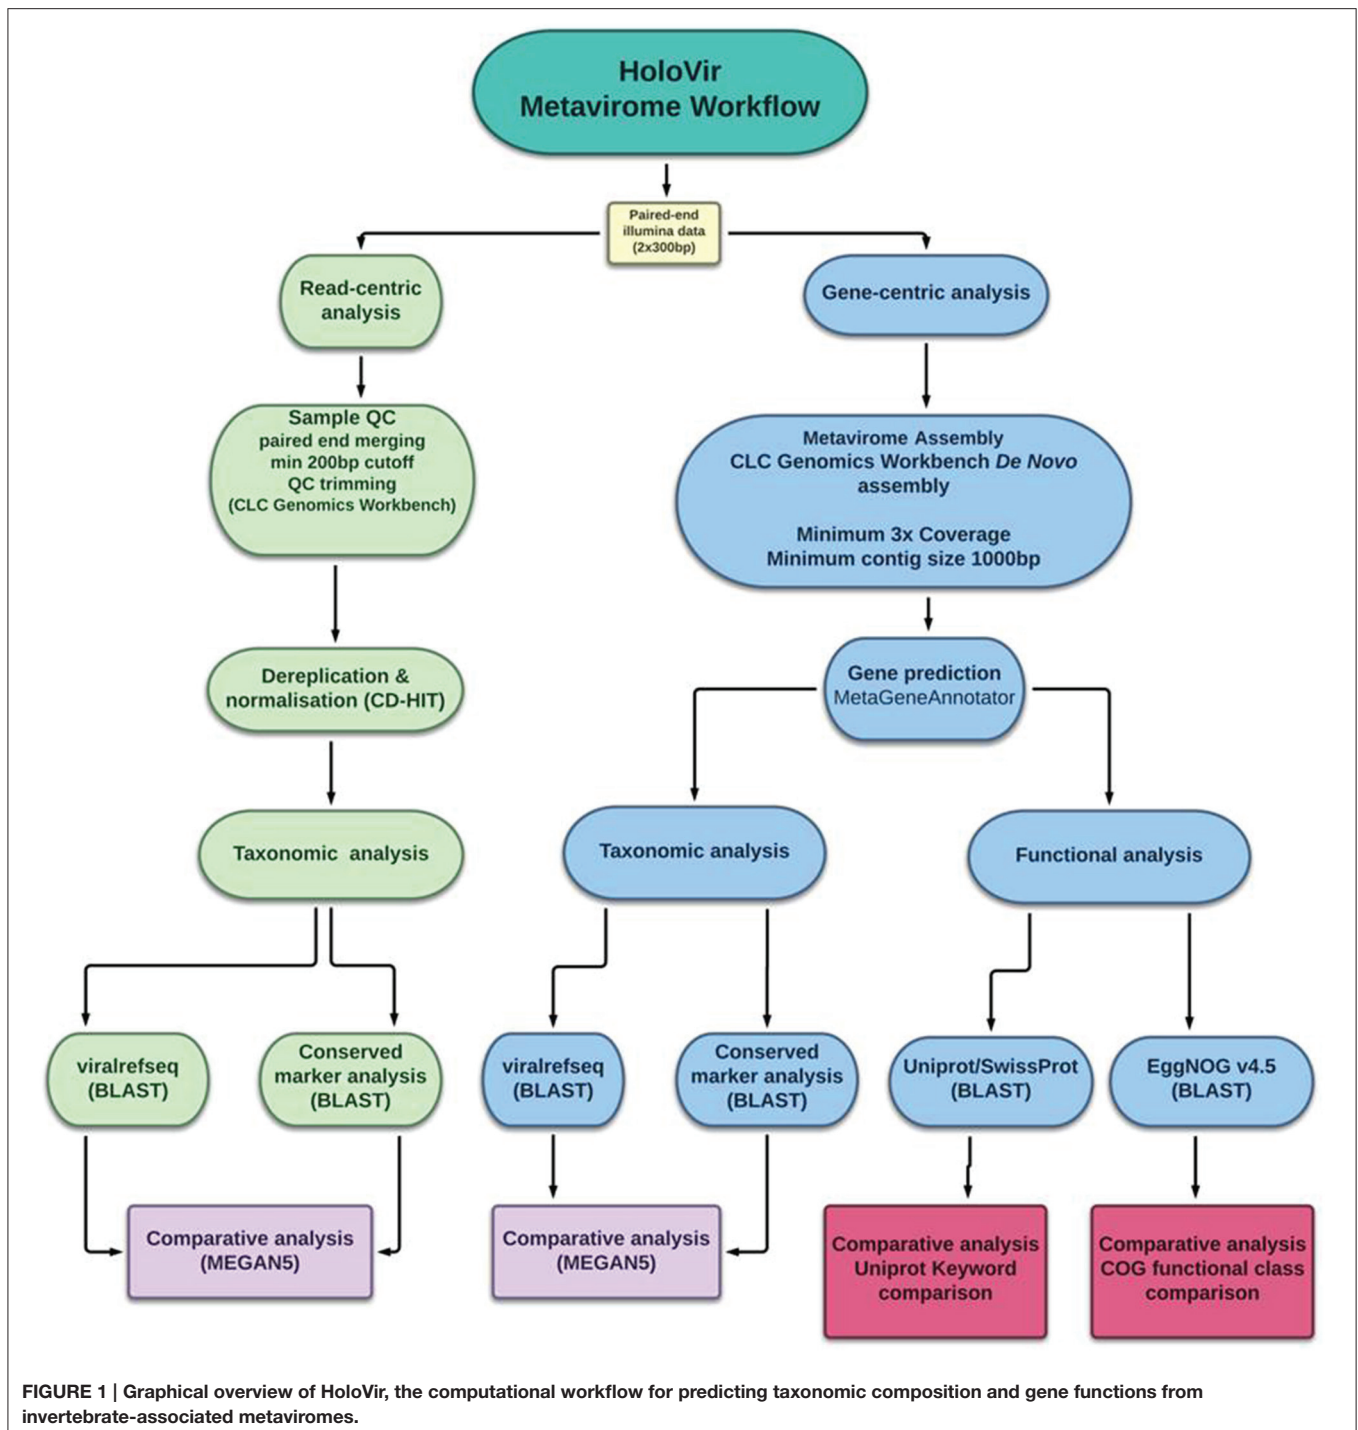 HoloVir
Metavirome Workflow
Paired-end
illumina data
(2x300bp)
Read-centric
analysis
Gene-centric analysis
Sample QC
paired end merging
min 200bp cutoff
QC trimming
(CLC Genomics Workbench)
Metavirome Assembly
CLC Genomics Workbench De Novo
assembly
Minimum 3x Coverage
Minimum contig size 1000bp
Dereplication &
normalisation (CD-HIT)
Gene prediction
MetaGeneAnnotator
Taxonomic analysis
Taxonomic analysis
Functional analysis
viralrefseq
(BLAST)
Conserved
marker analysis
(BLAST)
viralrefseq
(BLAST)
Conserved
marker analysis
(BLAST)
Uniprot/SwissProt
(BLAST)
EggNOG v4.5
(BLAST)
Comparative analysis
(MEGAN5)
Comparative analysis
(MEGAN5)
Comparative analysis
Uniprot Keyword
comparison
Comparative analysis
COG functional class
comparison
FIGURE 1 | Graphical overview of HoloVir, the computational workflow for predicting taxonomic composition and gene functions from
invertebrate-associated metaviromes.